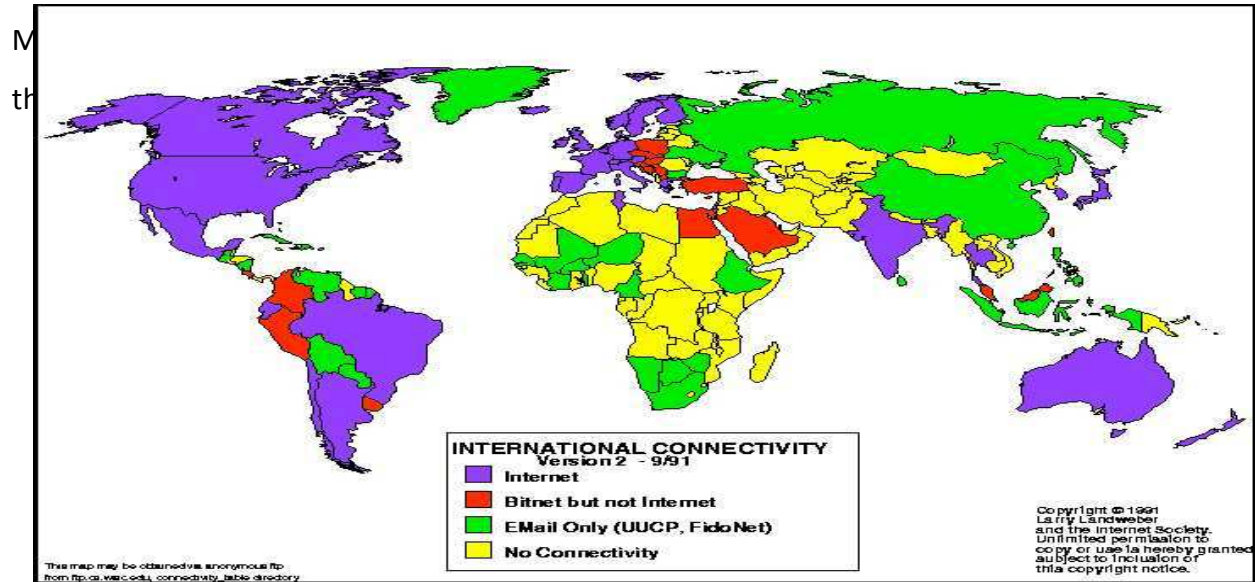 M
th
INTERNATIONAL CONNECTIVITY
Version 2 - 9/91
Internet
Bitnet but not Internet
EMail Only (UUCP, FidoNet)
No Connectivity
This map may be obtained via anonymous ftp
from ftp.cs.wisc.edu, connectivity_table directory
Copyright © 1991
Larry Landweber
and the Internet Society.
Unlimited permission to
copy or use is hereby granted
subject to inclusion of
this copyright notice.